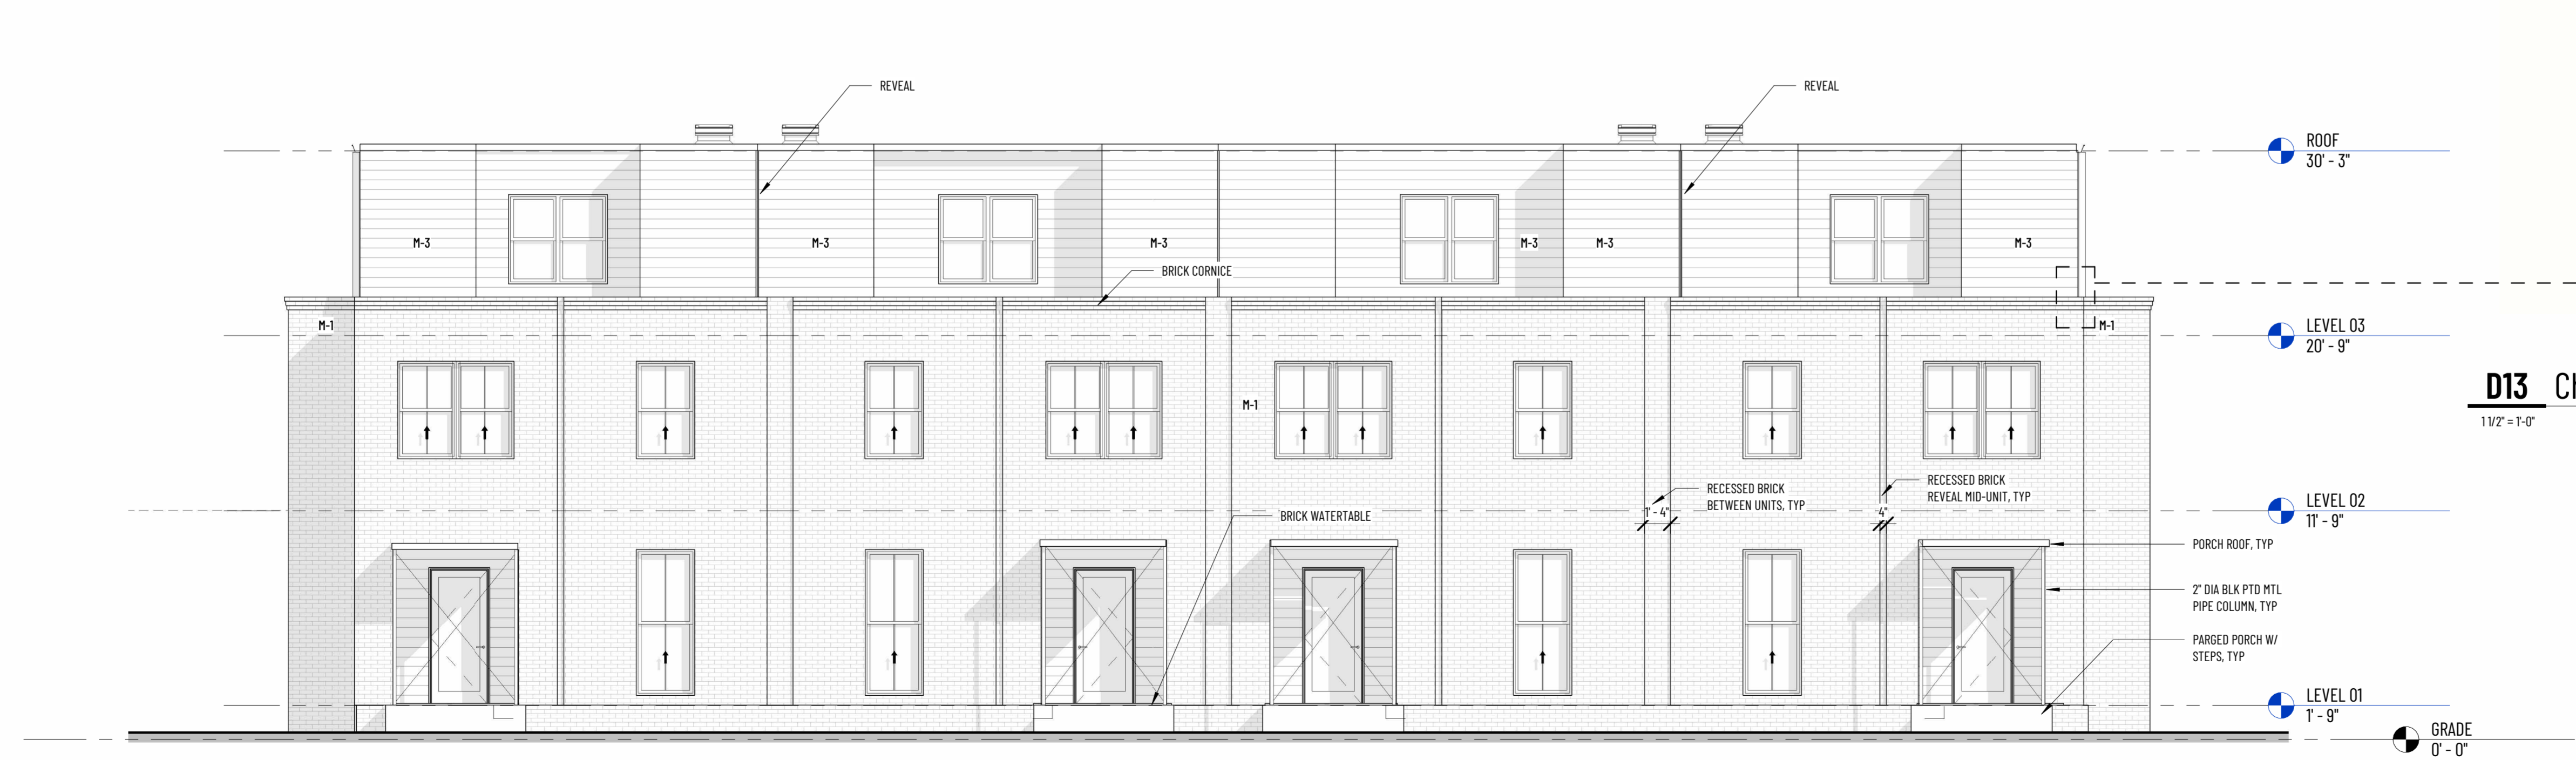 REVEAL
REVEAL
ROOF
30' - 3"
M-3
M-3
M-3
M-3
M-3
M-3
BRICK CORNICE
M-1
M-1
LEVEL 03
20' - 9"
D13
1 1/2" = 1'-0"
M-1
RECESSED BRICK
BETWEEN UNITS, TYP
RECESSED BRICK
REVEAL MID-UNIT, TYP
1' - 4"
4"
BRICK WATERTABLE
LEVEL 02
11' - 9"
PORCH ROOF, TYP
2" DIA BLK PTD MTL
PIPE COLUMN, TYP
PARGED PORCH W/
STEPS, TYP
LEVEL 01
1' - 9"
GRADE
0' - 0"